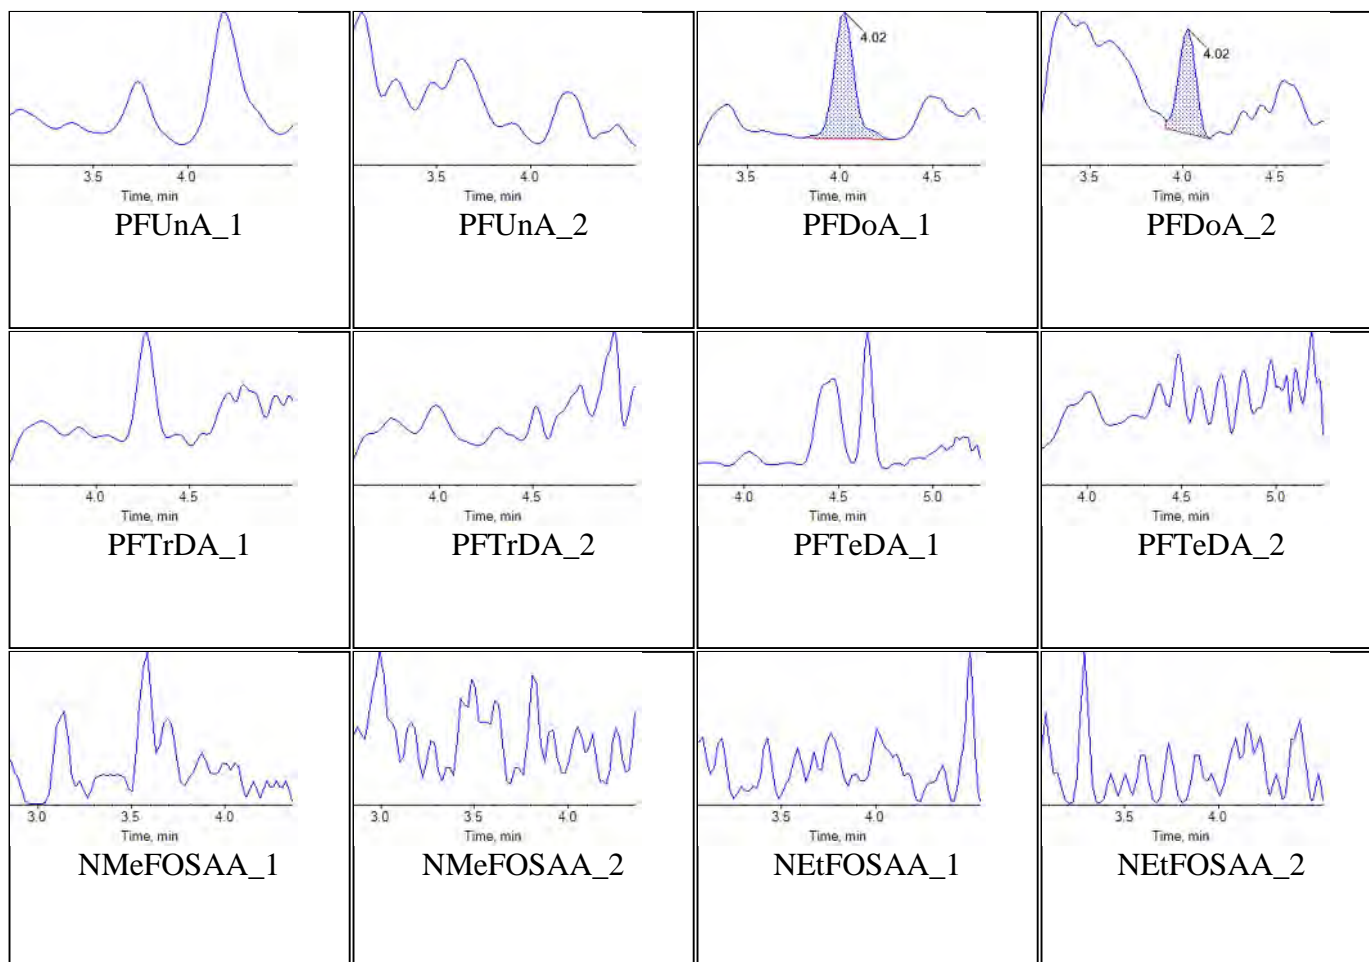 4.02
4.02
3.5 4.0
3.5 4.0
3.5 4.0 4.5
3.5 4.0 4.5
Time, min
Time, min
Time, min
Time, min
PFUnA_1
PFUnA_2
PFDoA_1
PFDoA_2
4.0 4.5
4.0 4.5
4.0 4.5 5.0
4.0 4.5 5.0
Time, min
Time, min
Time, min
Time, min
PFTrDA_1
PFTrDA_2
PFTeDA_1
PFTeDA_2
3.0 3.5 4.0
3.0 3.5 4.0
3.5 4.0
3.5 4.0
Time, min
Time, min
Time, min
Time, min
NMeFOSAA_1
NMeFOSAA_2
NEtFOSAA_1
NEtFOSAA_2